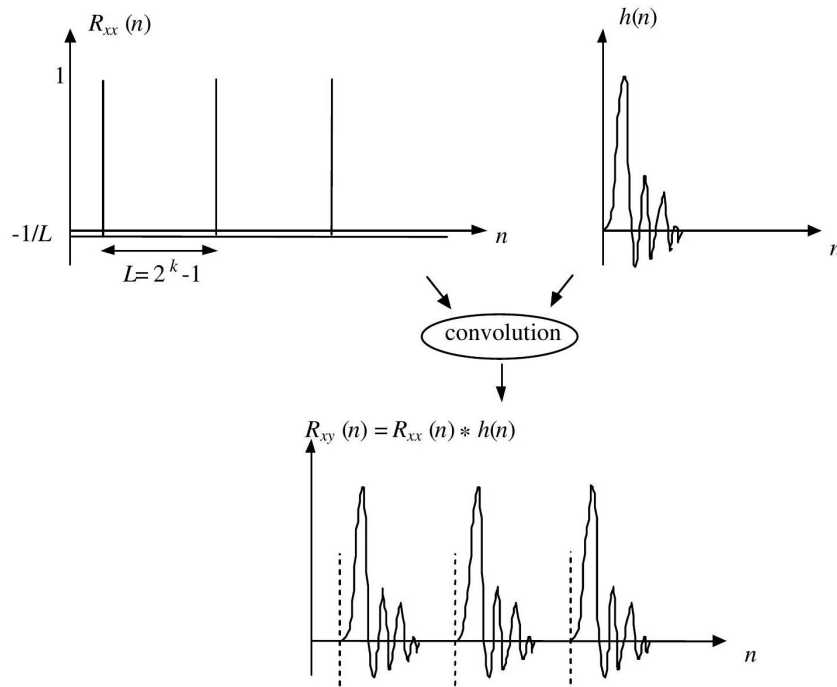 R_xx (n)
1
-1/L
n
L=2^k-1
h(n)
n
convolution
R_xy (n) = R_xx (n) * h(n)
n